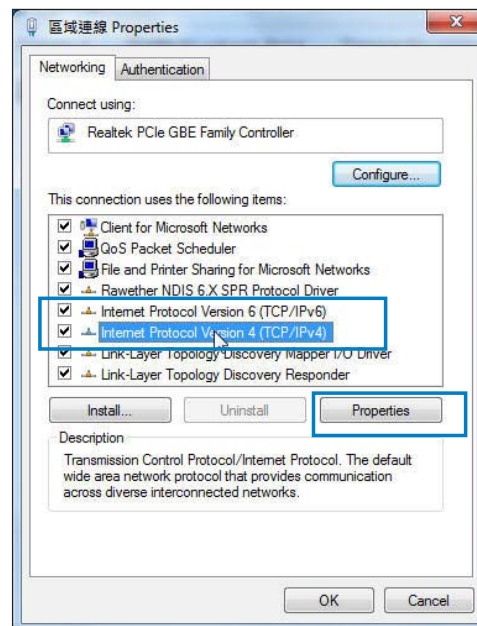 區域連線 Properties
Networking
Authentication
Connect using:
Realtek PCIe GBE Family Controller
Configure...
This connection uses the following items:
Client for Microsoft Networks
QoS Packet Scheduler
File and Printer Sharing for Microsoft Networks
Rawether NDIS 6.X SPR Protocol Driver
Internet Protocol Version 6 (TCP/IPv6)
Internet Protocol Version 4 (TCP/IPv4)
Link-Layer Topology Discovery Mapper I/O Driver
Link-Layer Topology Discovery Responder
Install...
Uninstall
Properties
Description
Transmission Control Protocol/Internet Protocol. The default
wide area network protocol that provides communication
across diverse interconnected networks.
OK
Cancel